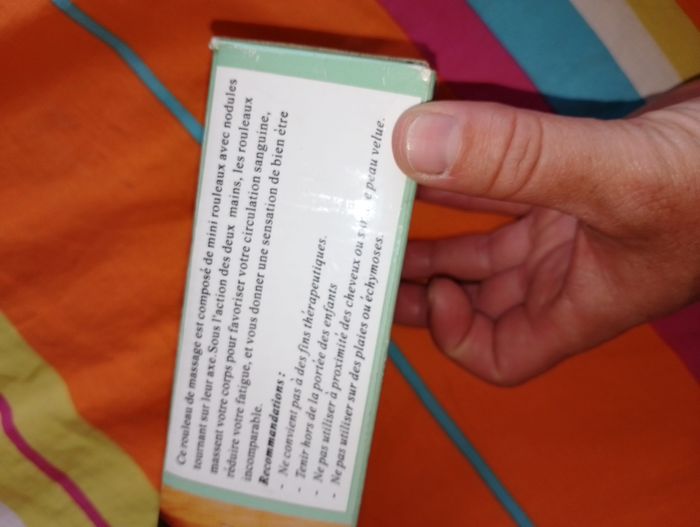 Ce rouleau de massage est composé de mini rouleaux avec nodules
tournant sur leur axe. Sous l'action des deux mains, les rouleaux
massent votre corps pour favoriser votre circulation sanguine,
réduire votre fatigue, et vous donner une sensation de bien être
incomparable.
Recommandations :
- Ne convient pas à des fins thérapeutiques.
- Tenir hors de la portée des enfants
- Ne pas utiliser à proximité des cheveux ou peau velue.
- Ne pas utiliser sur des plaies ou échymoses.